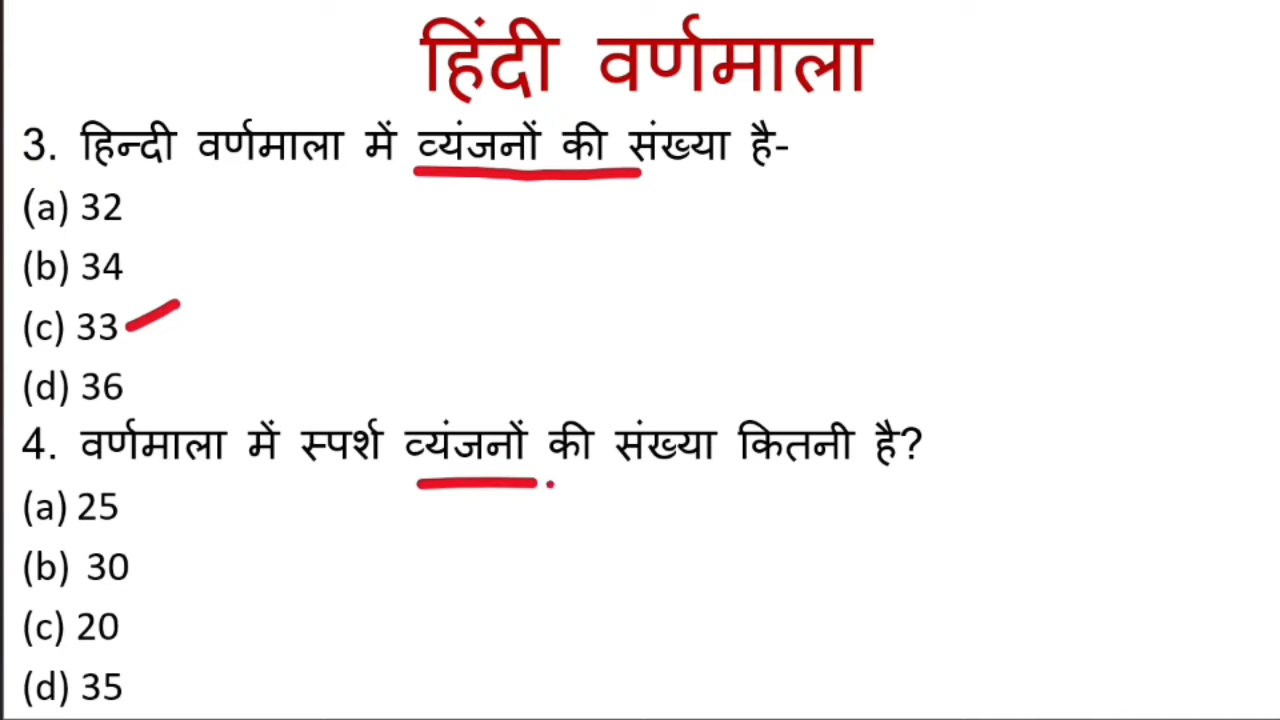 हिंदी वर्णमाला
3. हिन्दी वर्णमाला में व्यंजनों की संख्या है-
(a) 32
(b) 34
(c) 33
(d) 36
4. वर्णमाला में स्पर्श व्यंजनों की संख्या कितनी है?
(a) 25
(b) 30
(c) 20
(d) 35